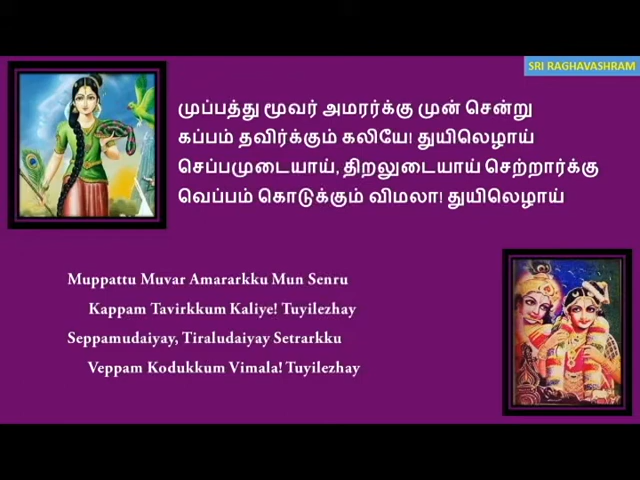 SRI RAGHAVASHRAM
முப்பத்து மூவர் அமரர்க்கு முன் சென்று
கப்பம் தவிர்க்கும் கலியே! துயிலெழாய்
செப்பமுடையாய், திறலுடையாய் செற்றார்க்கு
வெப்பம் கொடுக்கும் விமலா! துயிலெழாய்
Muppattu Muvar Amararkku Mun Senru
Kappam Tavirkkum Kaliye! Tuyilezhay
Seppamudaiyay, Tiraludaiyay Setrarkku
Veppam Kodukkum Vimala! Tuyilezhay